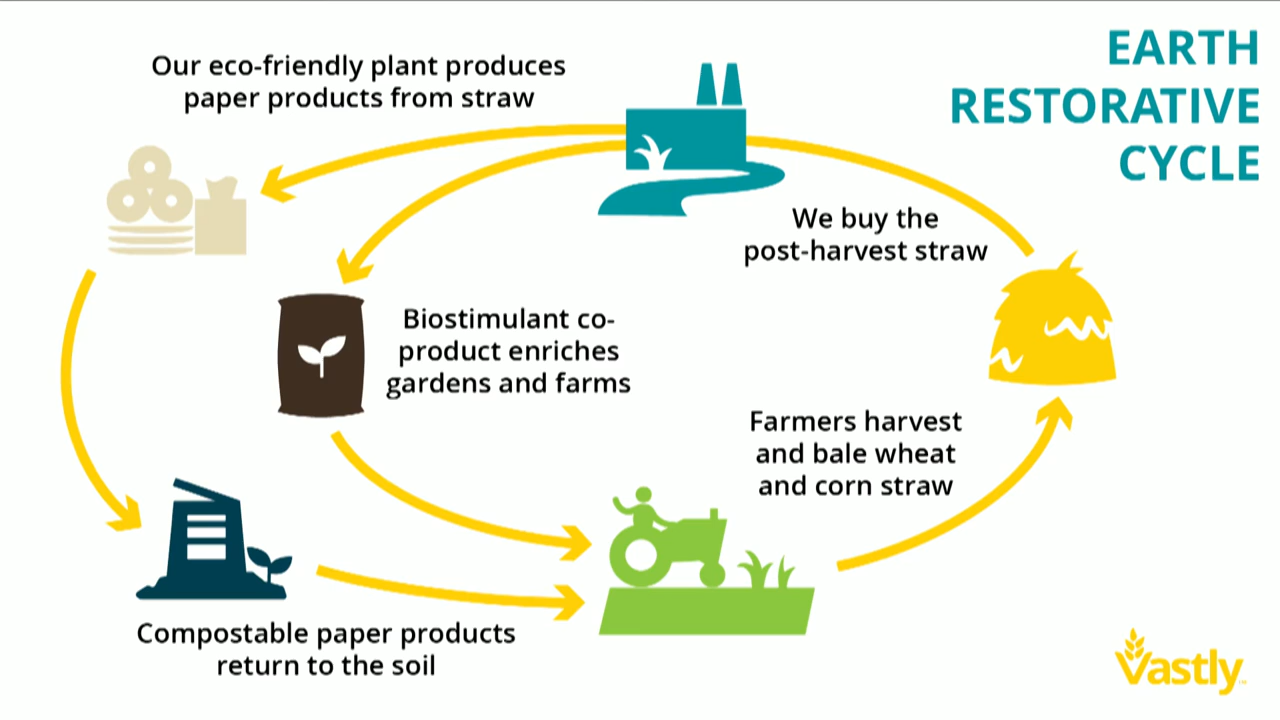 EARTH
RESTORATIVE
CYCLE
Our eco-friendly plant produces
paper products from straw
We buy the
post-harvest straw
Biostimulant co-
product enriches
gardens and farms
Farmers harvest
and bale wheat
and corn straw
Compostable paper products
return to the soil
Vastly